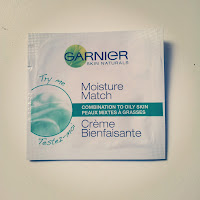 GARNIER
SKIN NATURALS
Try me
Moisture
Match
COMBINATION TO OILY SKIN
PEAUX MIXTES A GRASSES
Crème
Bienfaisante
Testez-moi